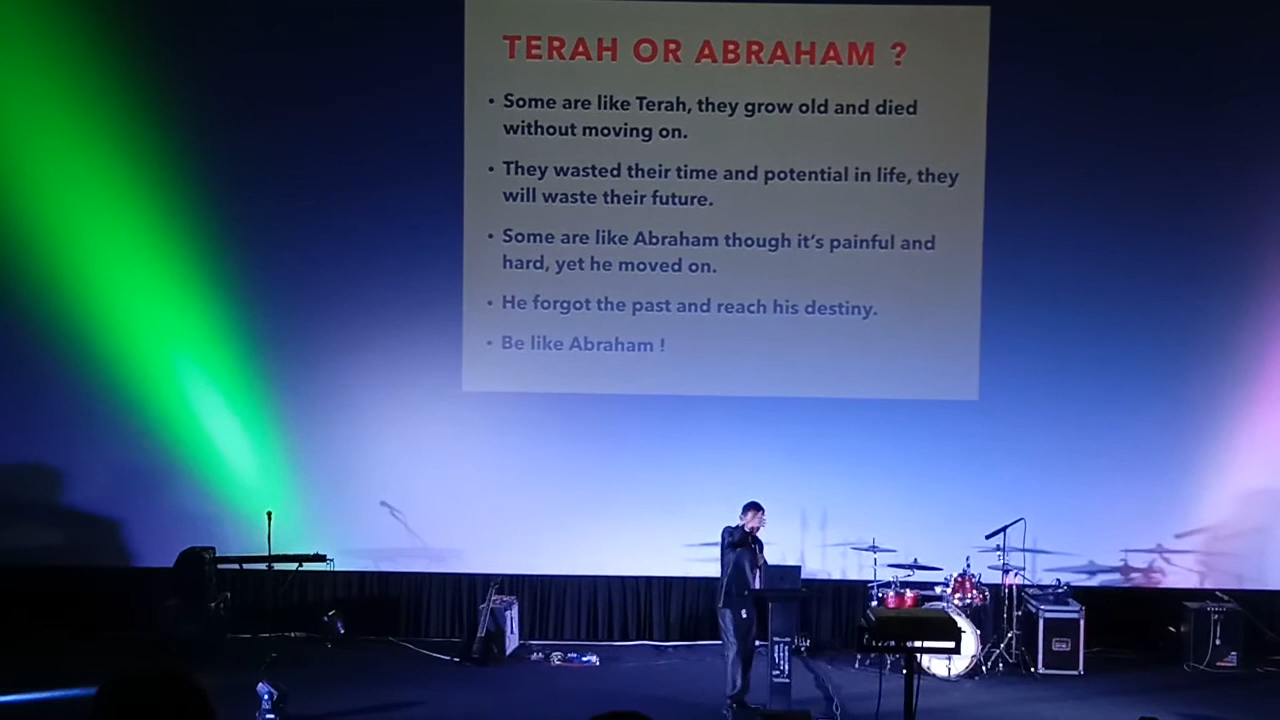 TERAH OR ABRAHAM ?
• Some are like Terah, they grow old and died
without moving on.
• They wasted their time and potential in life, they
will waste their future.
• Some are like Abraham though it's painful and
hard, yet he moved on.
• He forgot the past and reach his destiny.
• Be like Abraham !